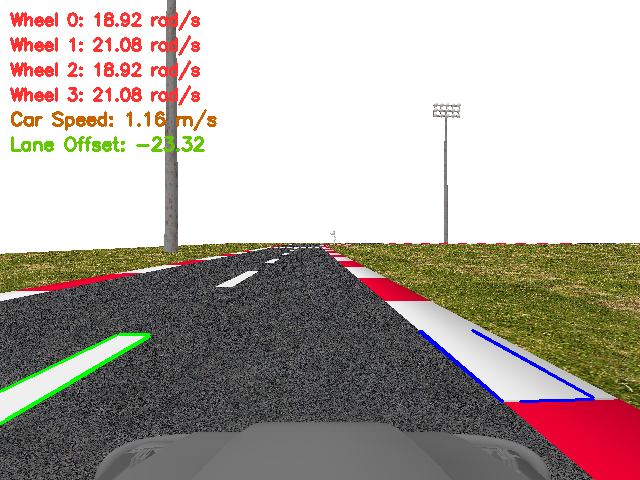 Wheel 0: 18.92 rad/s
Wheel 1: 21.08 rad/s
Wheel 2: 18.92 rad/s
Wheel 3: 21.08 rad/s
Car Speed: 1.16 m/s
Lane Offset: -23.32